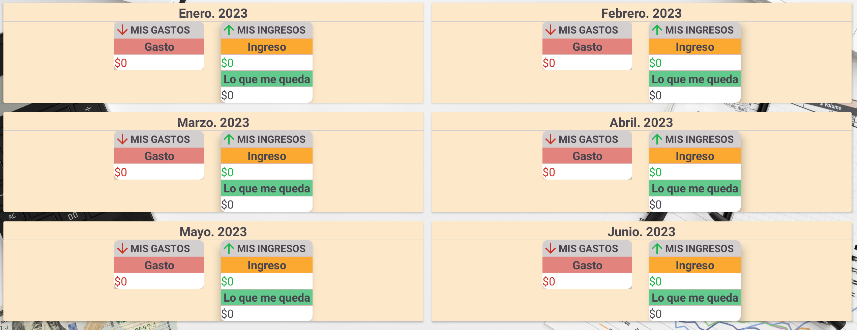 Enero. 2023
↓ MIS GASTOS
Gasto
$0
↑ MIS INGRESOS
Ingreso
$0
Lo que me queda
$0
Febrero. 2023
↓ MIS GASTOS
Gasto
$0
↑ MIS INGRESOS
Ingreso
$0
Lo que me queda
$0
Marzo. 2023
↓ MIS GASTOS
Gasto
$0
↑ MIS INGRESOS
Ingreso
$0
Lo que me queda
$0
Abril. 2023
↓ MIS GASTOS
Gasto
$0
↑ MIS INGRESOS
Ingreso
$0
Lo que me queda
$0
Mayo. 2023
↓ MIS GASTOS
Gasto
$0
↑ MIS INGRESOS
Ingreso
$0
Lo que me queda
$0
Junio. 2023
↓ MIS GASTOS
Gasto
$0
↑ MIS INGRESOS
Ingreso
$0
Lo que me queda
$0